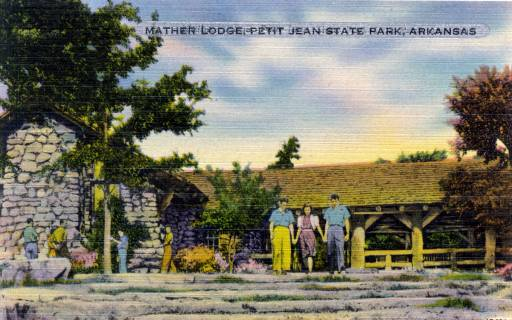 MATHER LODGE, PETIT JEAN STATE PARK, ARKANSAS